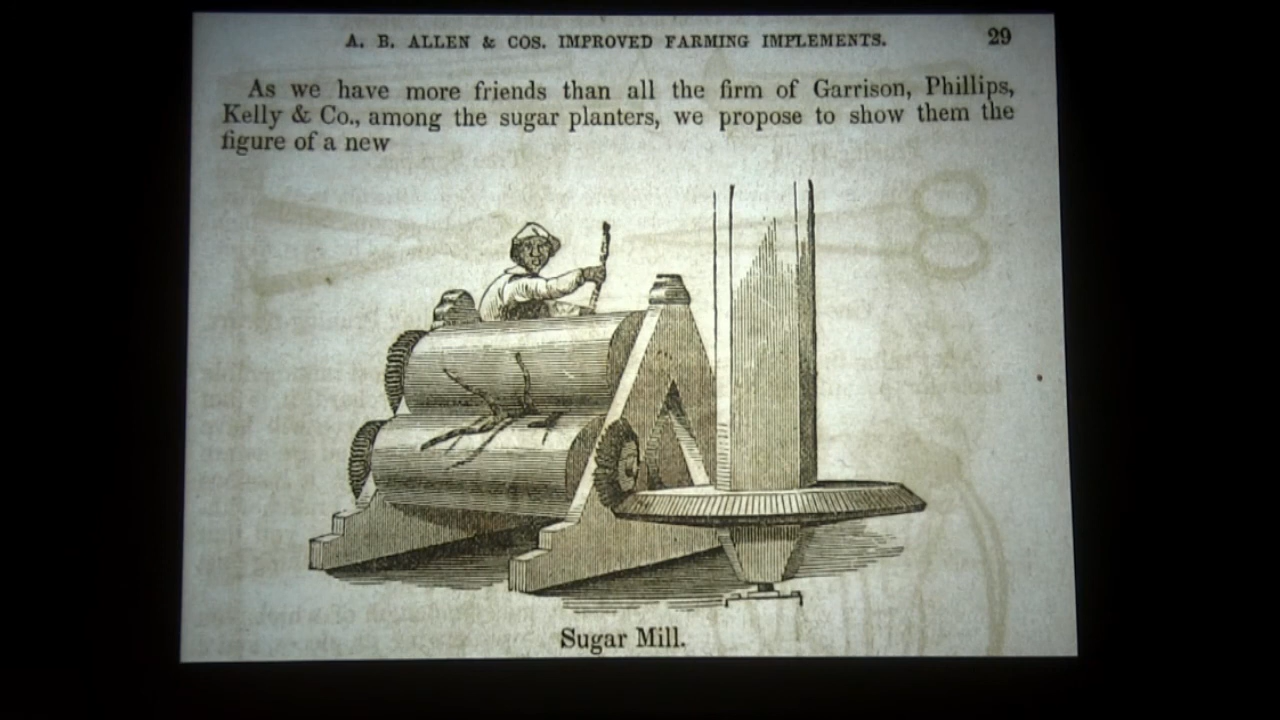 A. B. ALLEN & COS. IMPROVED FARMING IMPLEMENTS. 29
As we have more friends than all the firm of Garrison, Phillips,
Kelly & Co., among the sugar planters, we propose to show them the
figure of a new
Sugar Mill.